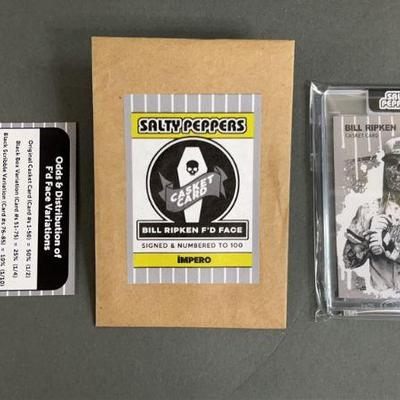 Odds & Distribution of
F'd Face Variations
Original Casket Card (Card #s 1-50) = 50% (1/2)
Black Box Variation (Card #s 51-75) = 25% (1/4)
Black Scribble Variation (Card #s 76-85) = 10% (1/10)
SALTY PEPPERS
CASKET
CARD
BILL RIPKEN F'D FACE
SIGNED & NUMBERED TO 100
IMPERO
SALTY
PEPPERS
BILL RIPKEN
CASKET CARD